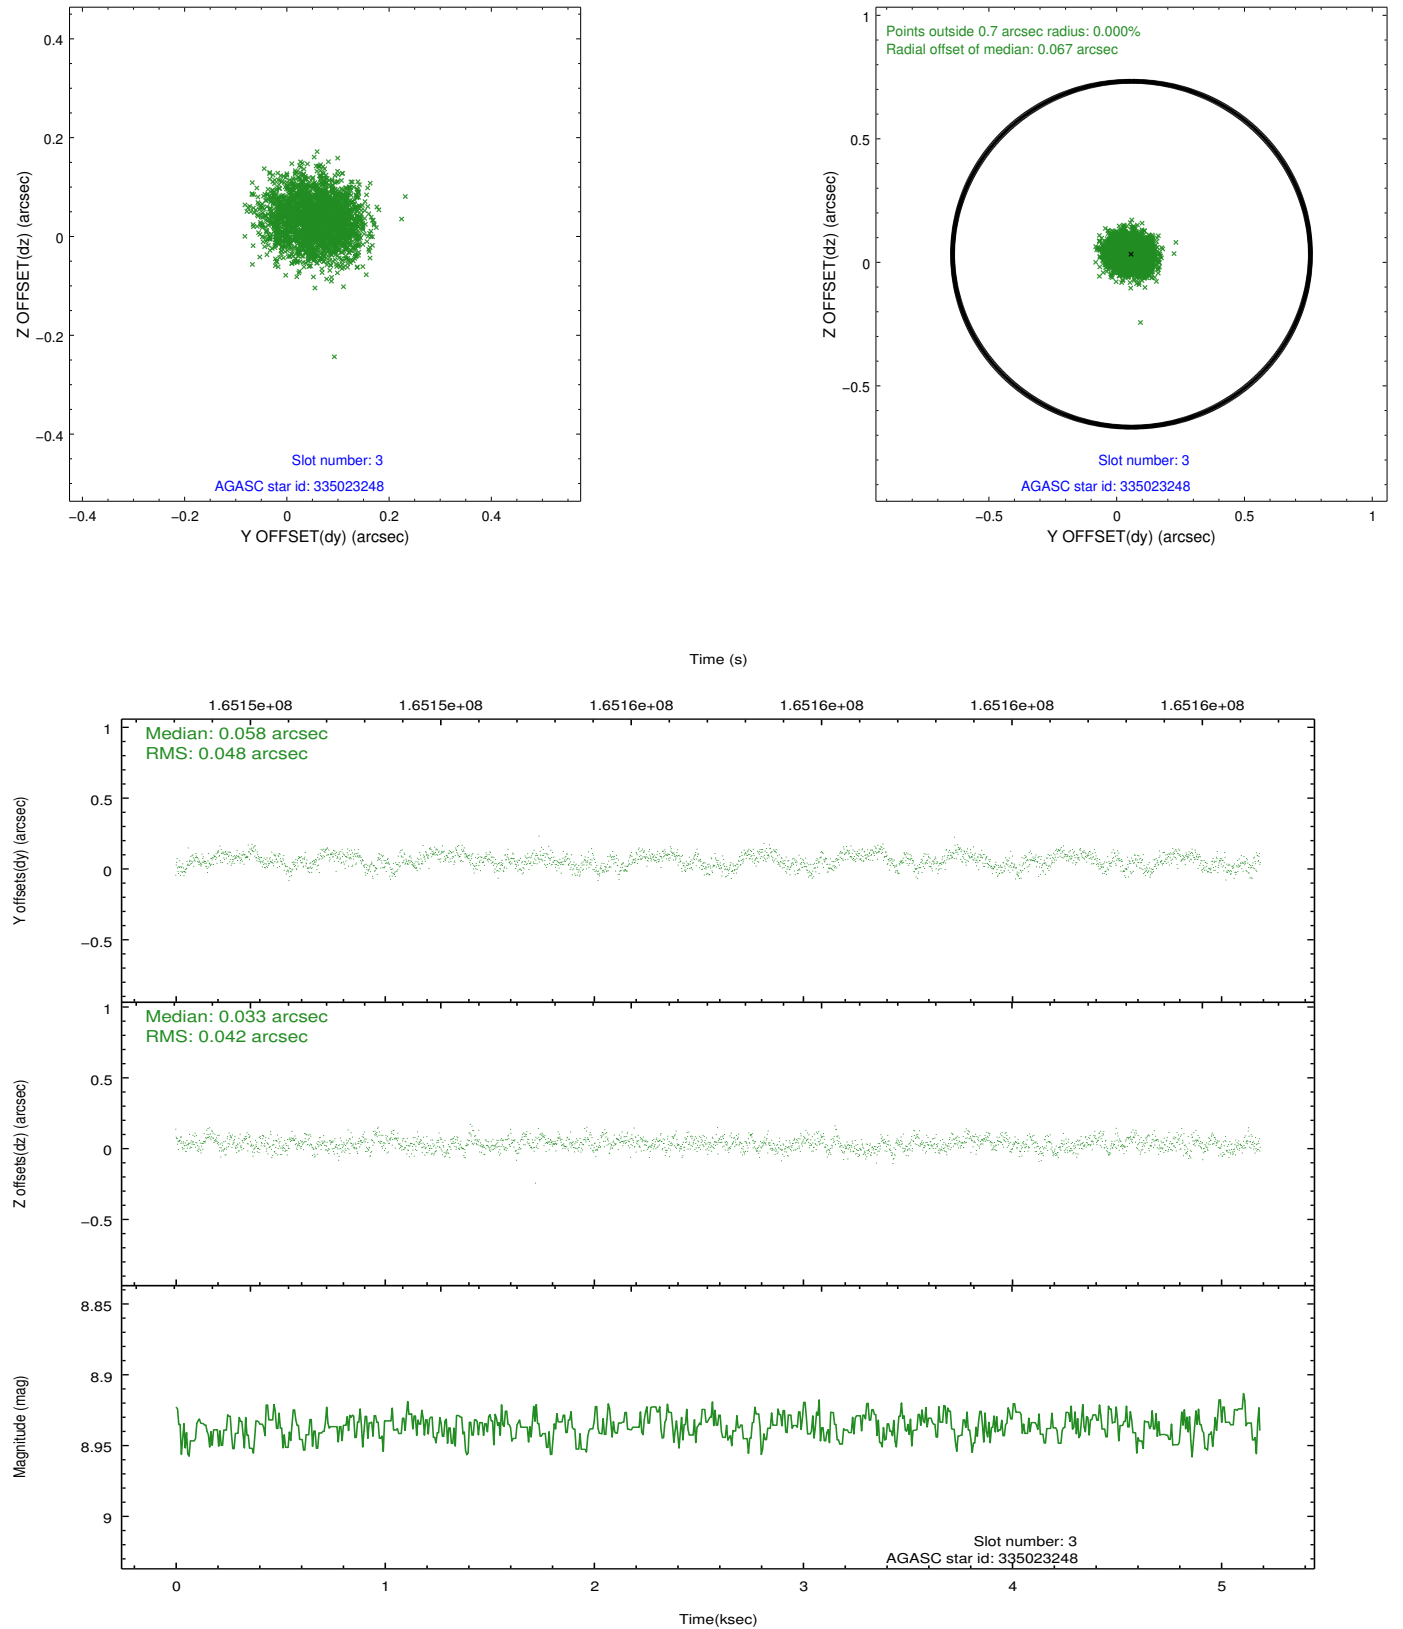 0.4
0.2
0
−0.2
−0.4
Z OFFSET(dz) (arcsec)
Slot number: 3
AGASC star id: 335023248
−0.4 −0.2 0 0.2 0.4
Y OFFSET(dy) (arcsec)
1
0.5
0
−0.5
Z OFFSET(dz) (arcsec)
Points outside 0.7 arcsec radius: 0.000%
Radial offset of median: 0.067 arcsec
Slot number: 3
AGASC star id: 335023248
−0.5 0 0.5 1
Y OFFSET(dy) (arcsec)
Time (s)
1.6515e+08 1.6515e+08 1.6516e+08 1.6516e+08 1.6516e+08 1.6516e+08
1
0.5
0
−0.5
Y offsets(dy) (arcsec)
Median: 0.058 arcsec
RMS: 0.048 arcsec
1
0.5
0
−0.5
Z offsets(dz) (arcsec)
Median: 0.033 arcsec
RMS: 0.042 arcsec
8.85
8.9
8.95
9
Magnitude (mag)
Slot number: 3
AGASC star id: 335023248
0 1 2 3 4 5
Time(ksec)